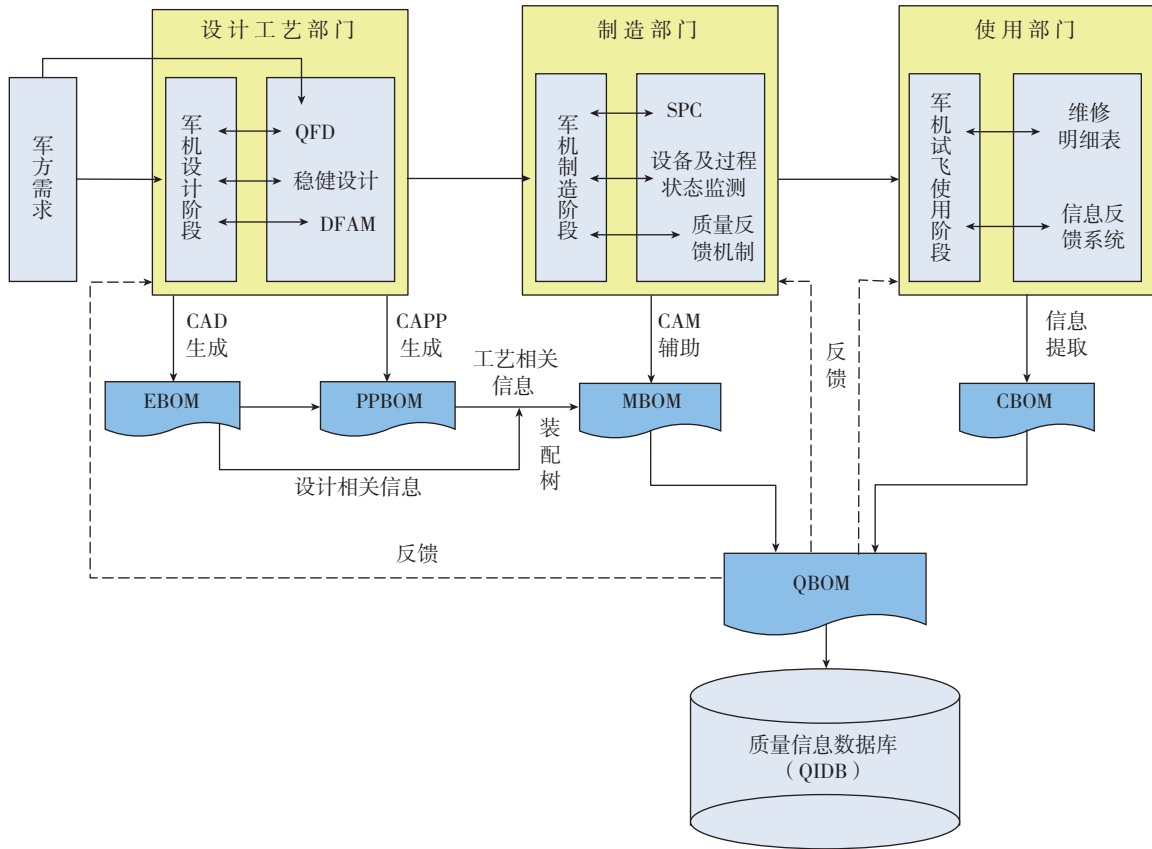 设计工艺部门
制造部门
使用部门
军方需求
军机设计阶段
QFD
稳健设计
DFAM
军机制造阶段
SPC
设备及过程
状态监测
质量反
馈机制
军机试飞使用阶段
维修
明细表
信息反
馈系统
CAD
生成
CAPP
生成
工艺相关
信息
CAM
辅助
反馈
信息
提取
EBOM
PPBOM
MBOM
CBOM
装配树
设计相关信息
反馈
QBOM
质量信息数据库
（QIDB）